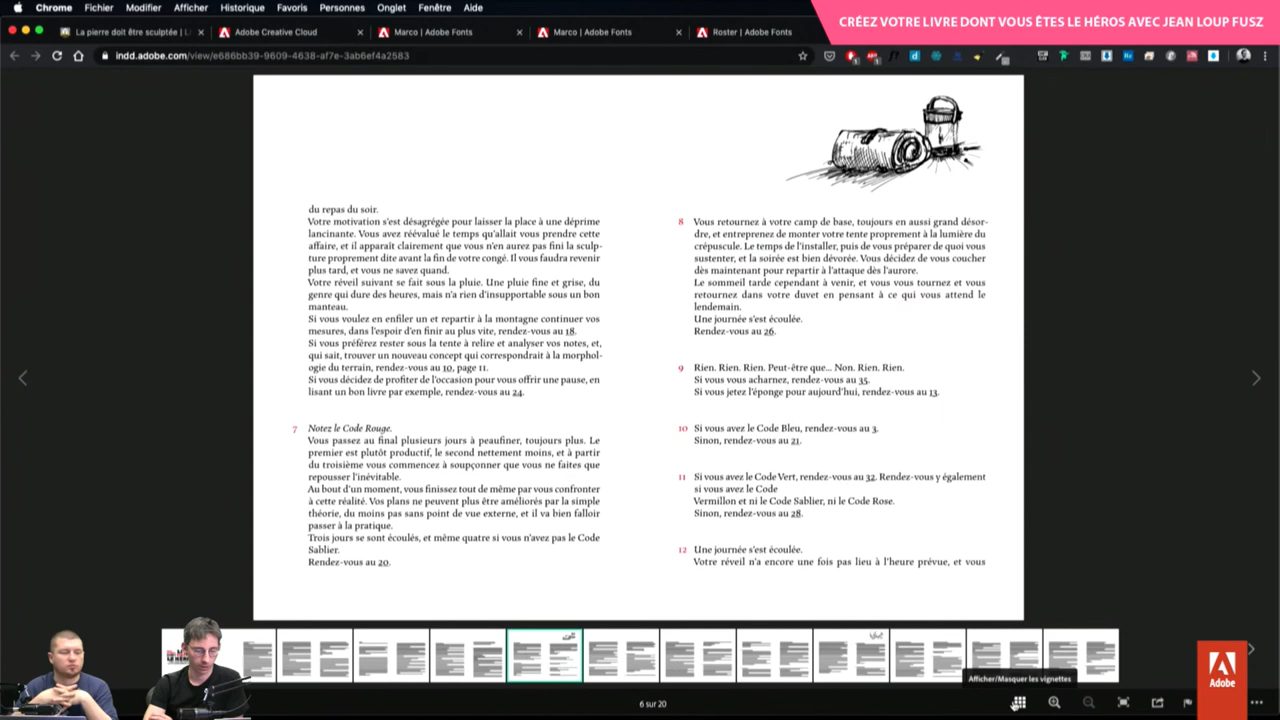 Chrome Fichier Modifier Afficher Historique Favoris Personnes Onglet Fenêtre Aide
CRÉEZ VOTRE LIVRE DONT VOUS ÊTES LE HÉROS AVEC JEAN LOUP FUSZ
La pierre doit être sculptée | L
Adobe Creative Cloud
Marco | Adobe Fonts
Marco | Adobe Fonts
Roster | Adobe Fonts
indd.adobe.com/view/e686bb39-9609-4638-af7e-3ab6ef4a2583
du repas du soir.
Votre motivation s'est désagrégée pour laisser la place à une déprime
lancinante. Vous avez réévalué le temps qu'allait vous prendre cette
affaire, et il apparaît clairement que vous n'en aurez pas fini la sculp-
ture proprement dite avant la fin de votre congé. Il vous faudra revenir
plus tard, et vous ne savez quand.
Votre réveil suivant se fait sous la pluie. Une pluie fine et grise, du
genre qui dure des heures, mais n'a rien d'insupportable sous un bon
manteau.
Si vous voulez en enfiler un et repartir à la montagne continuer vos
mesures, dans l'espoir d'en finir au plus vite, rendez-vous au 18.
Si vous préférez rester sous la tente à relire et analyser vos notes, et,
qui sait, trouver un nouveau concept qui correspondrait à la morphol-
ogie du terrain, rendez-vous au 10, page 11.
Si vous décidez de profiter de l'occasion pour vous offrir une pause, en
lisant un bon livre par exemple, rendez-vous au 24.
7 Notez le Code Rouge.
Vous passez au final plusieurs jours à peaufiner, toujours plus. Le
premier est plutôt productif, le second nettement moins, et à partir
du troisième vous commencez à soupçonner que vous ne faites que
repousser l'inévitable.
Au bout d'un moment, vous finissez tout de même par vous confronter
à cette réalité. Vos plans ne peuvent plus être améliorés par la simple
théorie, du moins pas sans point de vue externe, et il va bien falloir
passer à la pratique.
Trois jours se sont écoulés, et même quatre si vous n'avez pas le Code
Sablier.
Rendez-vous au 20.
8 Vous retournez à votre camp de base, toujours en aussi grand désor-
dre, et entreprenez de monter votre tente proprement à la lumière du
crépuscule. Le temps de l'installer, puis de vous préparer de quoi vous
sustenter, et la soirée est bien dévorée. Vous décidez de vous coucher
dès maintenant pour repartir à l'attaque dès l'aurore.
Le sommeil tarde cependant à venir, et vous vous tournez et vous
retournez dans votre duvet en pensant à ce qui vous attend le
lendemain.
Une journée s'est écoulée.
Rendez-vous au 26.
9 Rien. Rien. Rien. Peut-être que... Non. Rien. Rien.
Si vous vous acharnez, rendez-vous au 35.
Si vous jetez l'éponge pour aujourd'hui, rendez-vous au 13.
10 Si vous avez le Code Bleu, rendez-vous au 3.
Sinon, rendez-vous au 21.
11 Si vous avez le Code Vert, rendez-vous au 32. Rendez-vous y également
si vous avez le Code
Vermillon et ni le Code Sablier, ni le Code Rose.
Sinon, rendez-vous au 28.
12 Une journée s'est écoulée.
Votre réveil n'a encore une fois pas lieu à l'heure prévue, et vous
Afficher/Masquer les vignettes
6 sur 20
Adobe